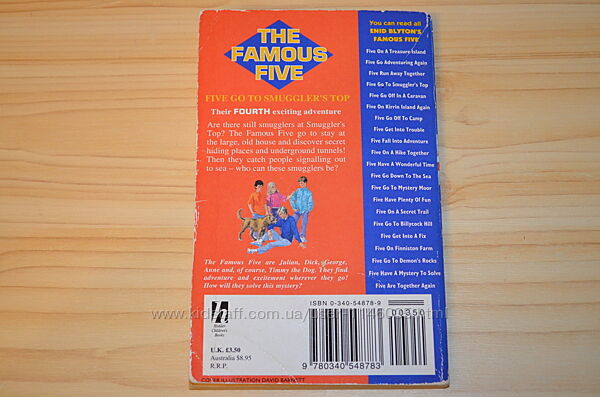 THE
FAMOUS
FIVE
FIVE GO TO SMUGGLER'S TOP
Their FOURTH exciting adventure
Are there still smugglers at Smuggler's
Top? The Famous Five go to stay at
the large, old house and discover secret
hiding places and underground tunnels!
Then they catch people signalling out
to sea – who can these smugglers be?
The Famous Five are Julian, Dick, George,
Anne and, of course, Timmy the Dog. They find
adventure and excitement wherever they go!
How will they solve this mystery?
Hodder
Children's
Books
U.K. £3.50
Australia $8.95
R.R.P.
COVER ILLUSTRATION DAVID BARNETT
ISBN 0-340-54878-9
00350
9 780340 548783
You can read all
ENID BLYTON'S
FAMOUS FIVE
Five On A Treasure Island
Five Go Adventuring Again
Five Run Away Together
Five Go To Smuggler's Top
Five Go Off In A Caravan
Five On Kirrin Island Again
Five Go Off To Camp
Five Get Into Trouble
Five Fall Into Adventure
Five On A Hike Together
Five Have A Wonderful Time
Five Go Down To The Sea
Five Go To Mystery Moor
Five Have Plenty Of Fun
Five On A Secret Trail
Five Go To Billycock Hill
Five Get Into A Fix
Five On Finniston Farm
Five Go To Demon's Rocks
Five Have A Mystery To Solve
Five Are Together Again